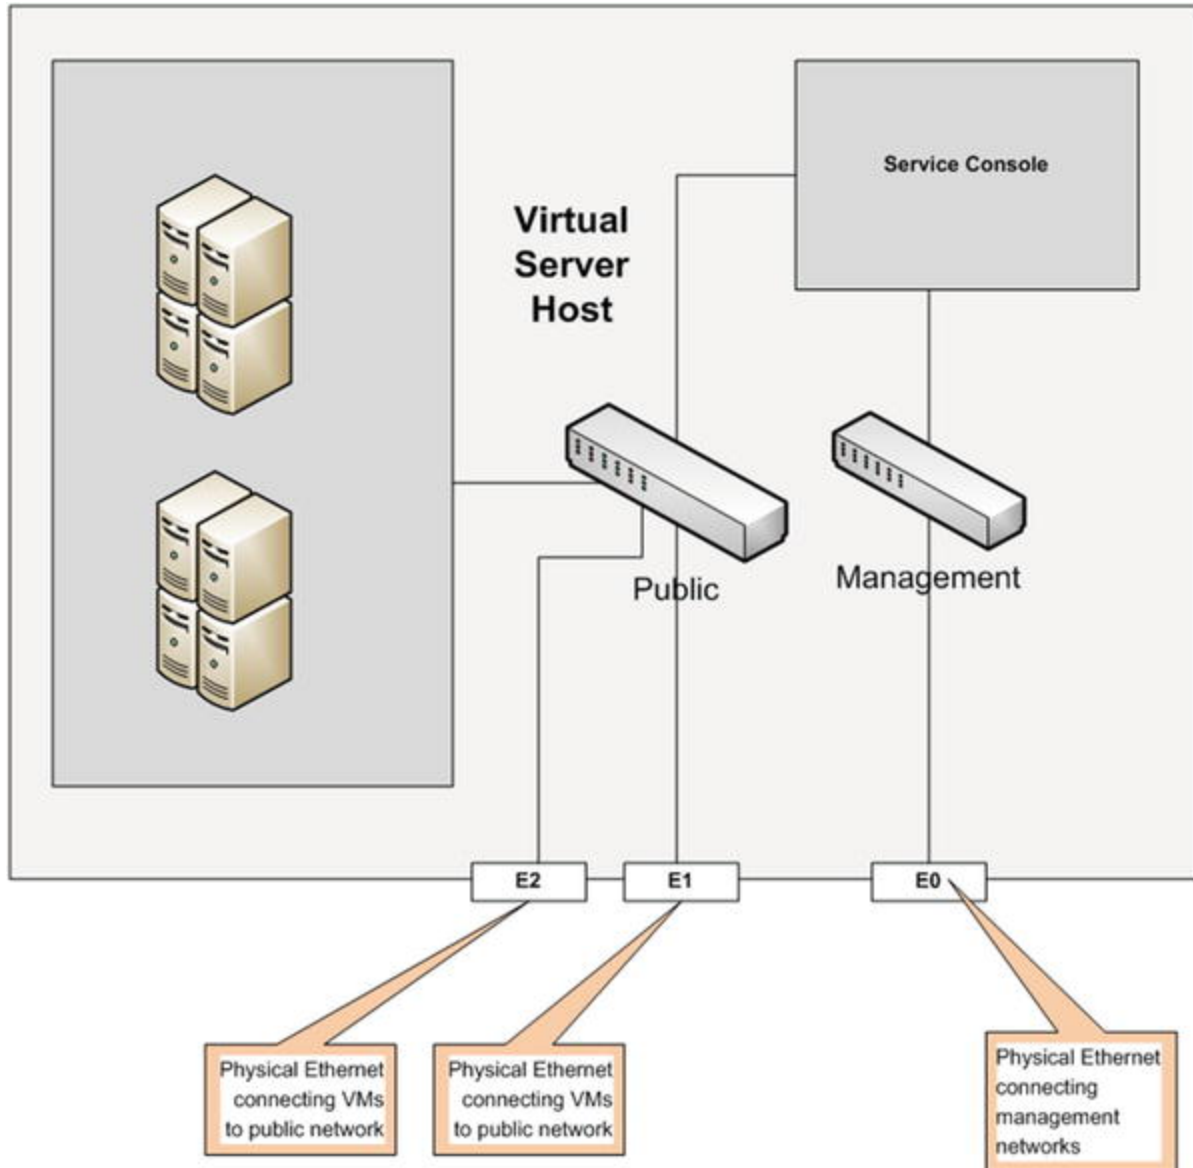 Service Console
Virtual
Server
Host
Public
Management
E2
E1
E0
Physical Ethernet
connecting VMs
to public network
Physical Ethernet
connecting VMs
to public network
Physical Ethernet
connecting
management
networks